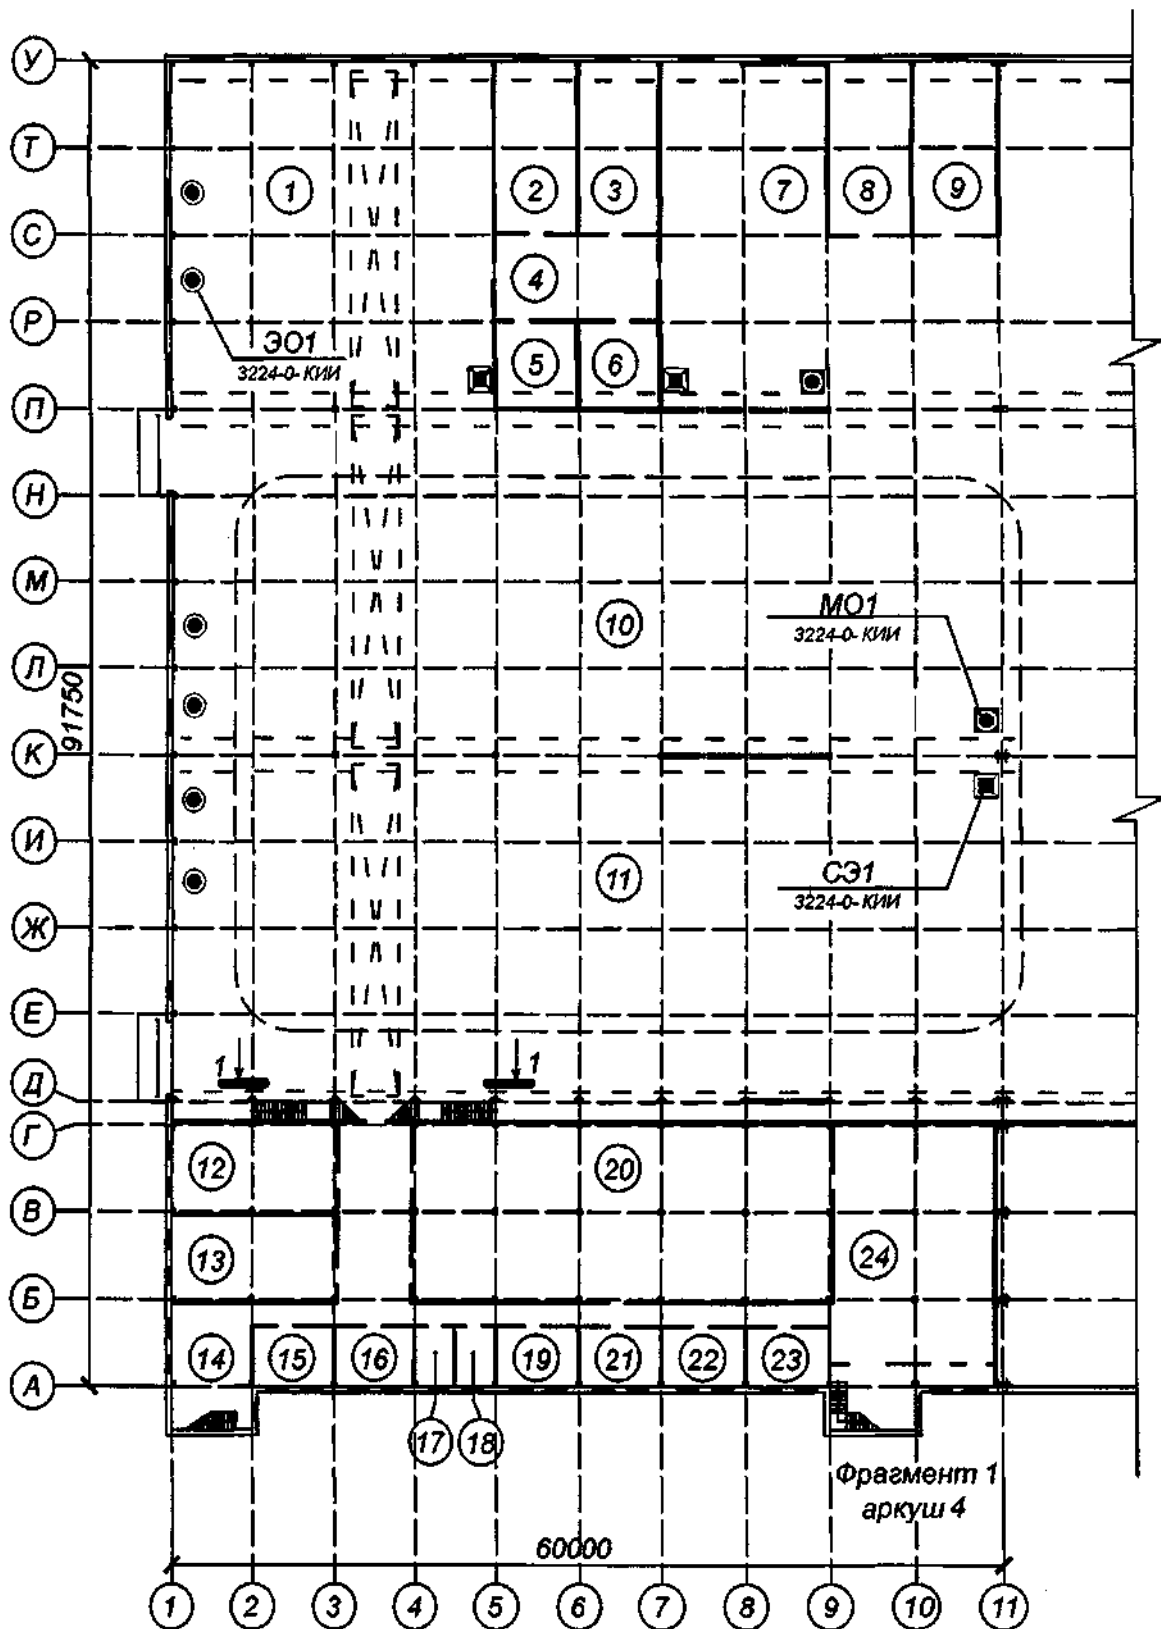 У
Т
1
2
3
7
8
9
С
4
Р
ЭО1
3224-0- КИИ
5
6
П
Н
М
10
МО1
3224-0- КИИ
Л
91750
К
И
11
СЭ1
3224-0- КИИ
Ж
Е
1
1
Д
Г
12
20
В
13
24
Б
14
15
16
19
21
22
23
А
17
18
Фрагмент 1
аркуш 4
60000
1
2
3
4
5
6
7
8
9
10
11